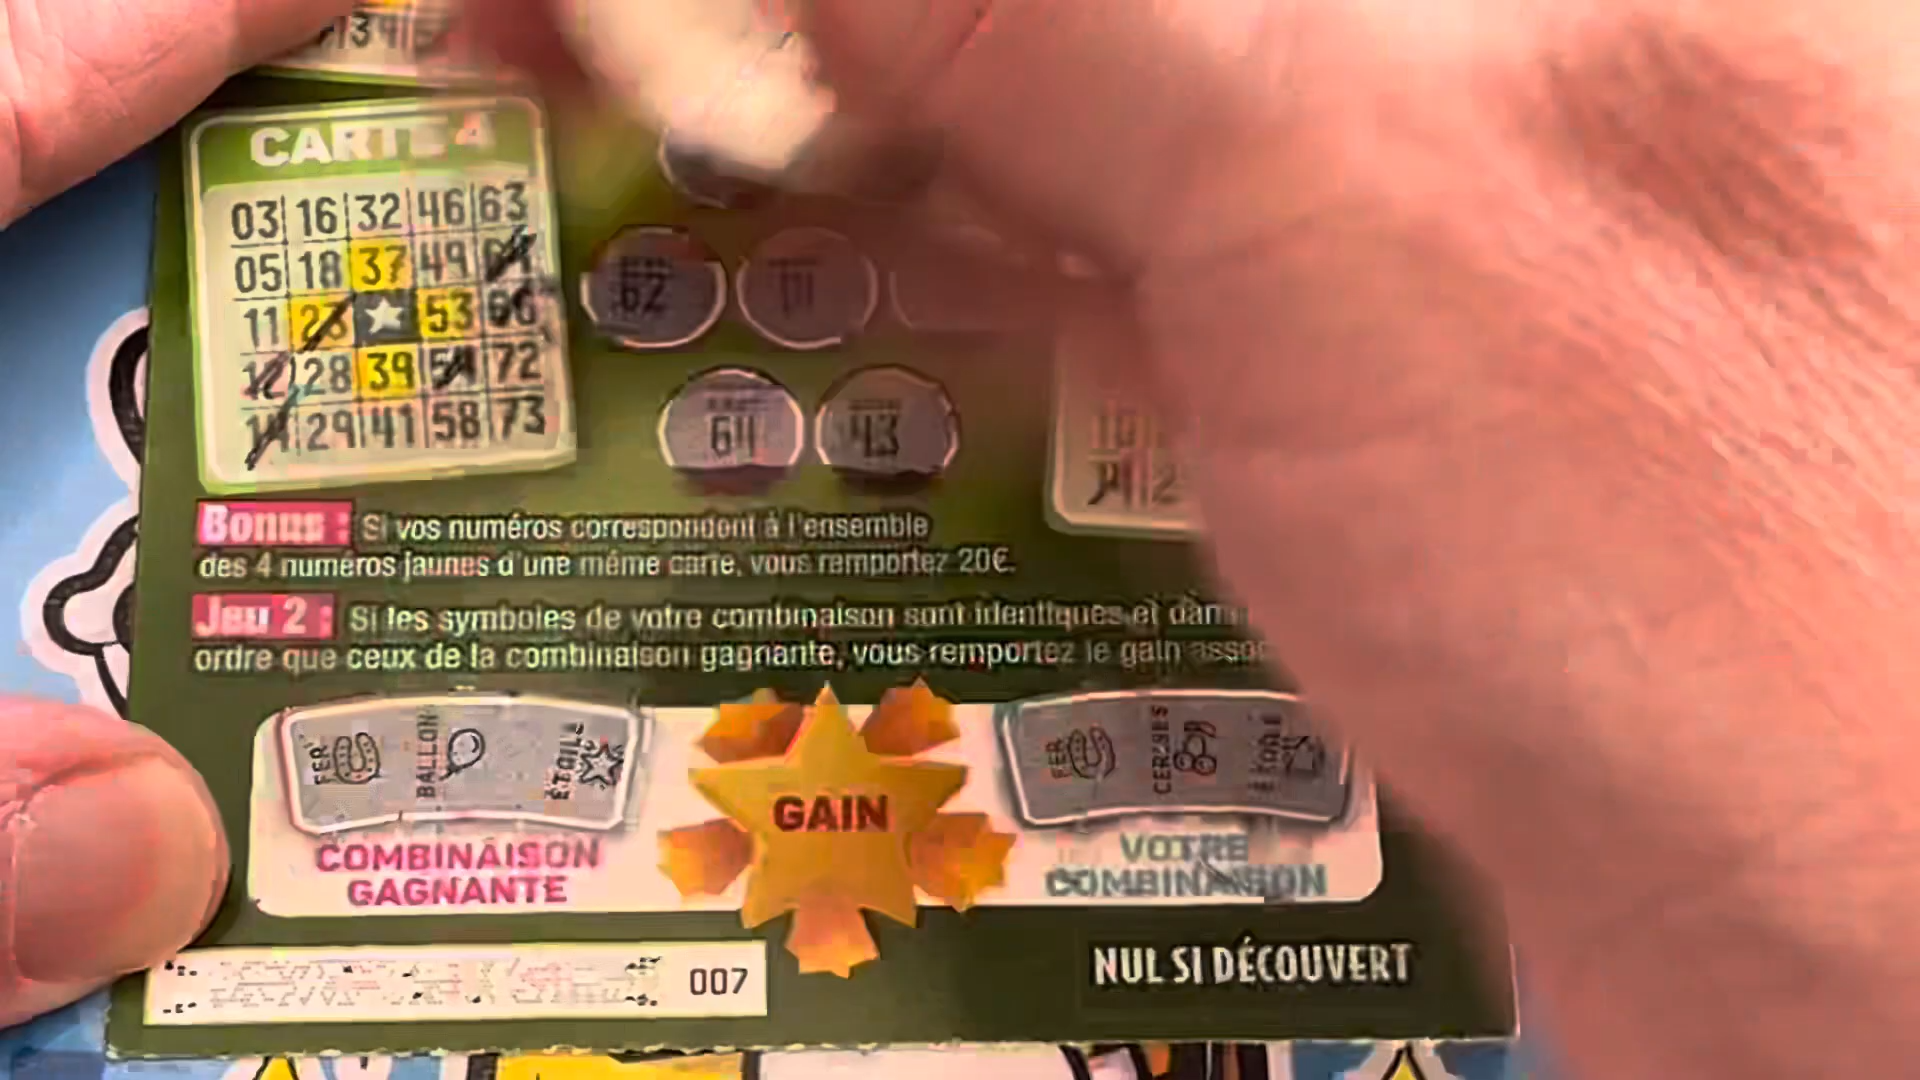 CARTE 4
03 16 32 46 63
05 18 37 49
11 23 53 66
12 28 39 54 72
14 29 41 58 73
62
64 43
Bonus : Si vos numéros correspondent à l'ensemble
des 4 numéros jaunes d'une même carte, vous remportez 20€.
Jeu 2 : Si les symboles de votre combinaison sont identiques et dans
ordre que ceux de la combinaison gagnante, vous remportez le gain
FER BALLON ÉTOILE
GAIN
FER CERISES
COMBINAISON
GAGNANTE
VOTRE
COMBINAISON
007
NUL SI DÉCOUVERT